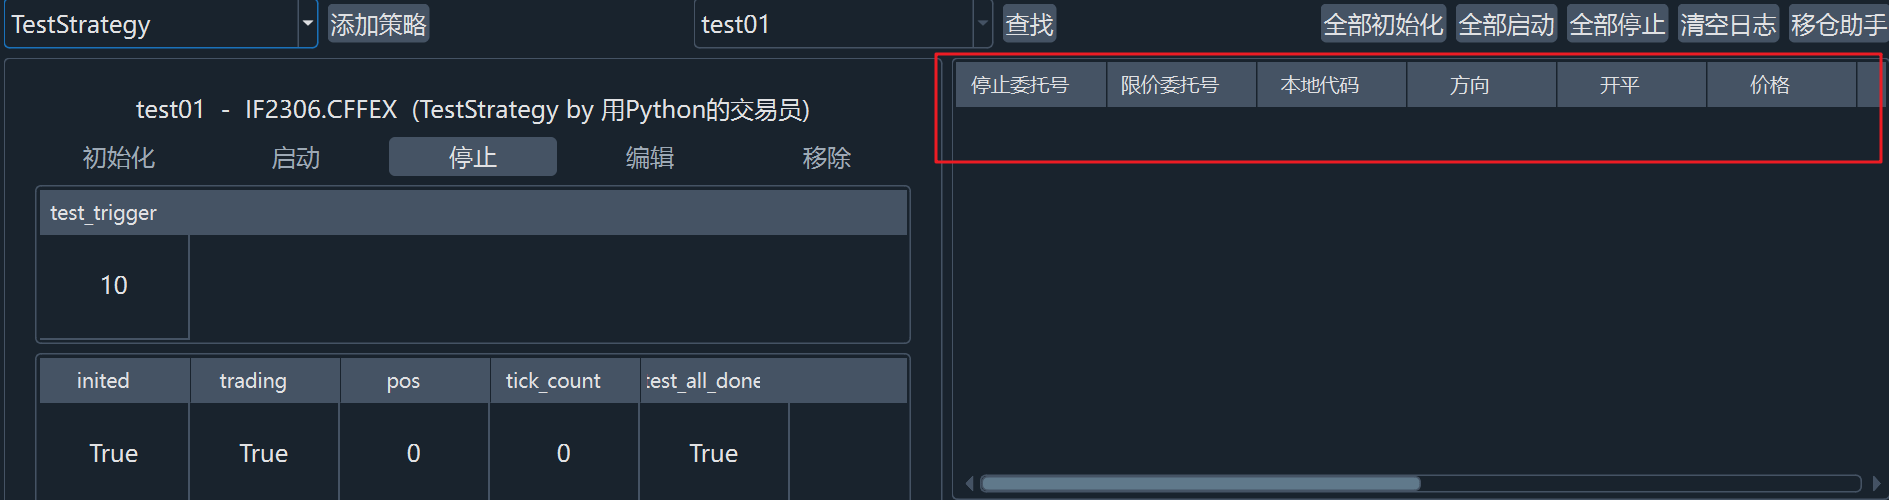 TestStrategy 添加策略 test01 查找 全部初始化 全部启动 全部停止 清空日志 移仓助手
test01 - IF2306.CFFEX (TestStrategy by 用Python的交易员)
初始化 启动 停止 编辑 移除
test_trigger
10
inited trading pos tick_count test_all_done
True True 0 0 True
停止委托号 限价委托号 本地代码 方向 开平 价格